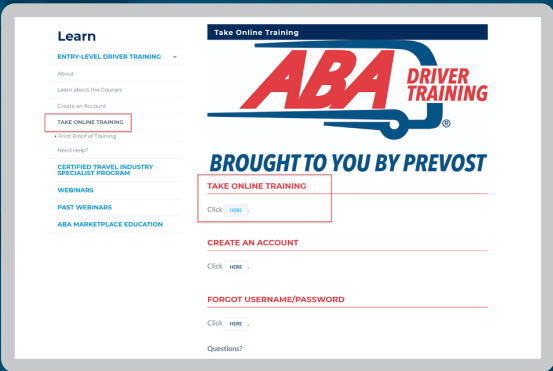 Learn
ENTRY-LEVEL DRIVER TRAINING
About
Learn about the Courses
Create an Account
TAKE ONLINE TRAINING
• Print Proof of Training
Need Help?
CERTIFIED TRAVEL INDUSTRY
SPECIALIST PROGRAM
WEBINARS
PAST WEBINARS
ABA MARKETPLACE EDUCATION
Take Online Training
ABA DRIVER
TRAINING
®
BROUGHT TO YOU BY PREVOST
TAKE ONLINE TRAINING
Click HERE .
CREATE AN ACCOUNT
Click HERE .
FORGOT USERNAME/PASSWORD
Click HERE .
Questions?